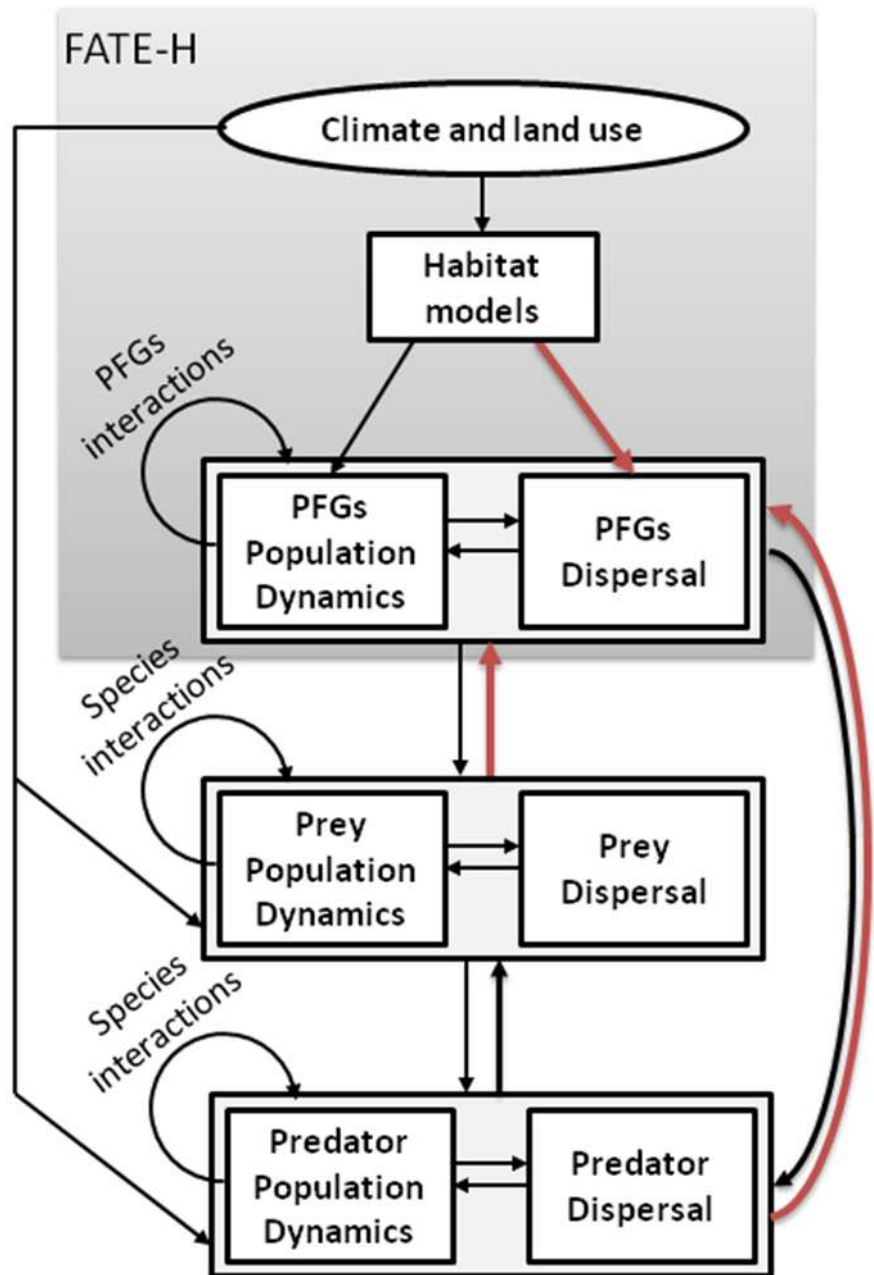 FATE-H
Climate and land use
Habitat
models
PFGs
interactions
PFGs
Population
Dynamics
PFGs
Dispersal
Species
interactions
Prey
Population
Dynamics
Prey
Dispersal
Species
interactions
Predator
Population
Dynamics
Predator
Dispersal